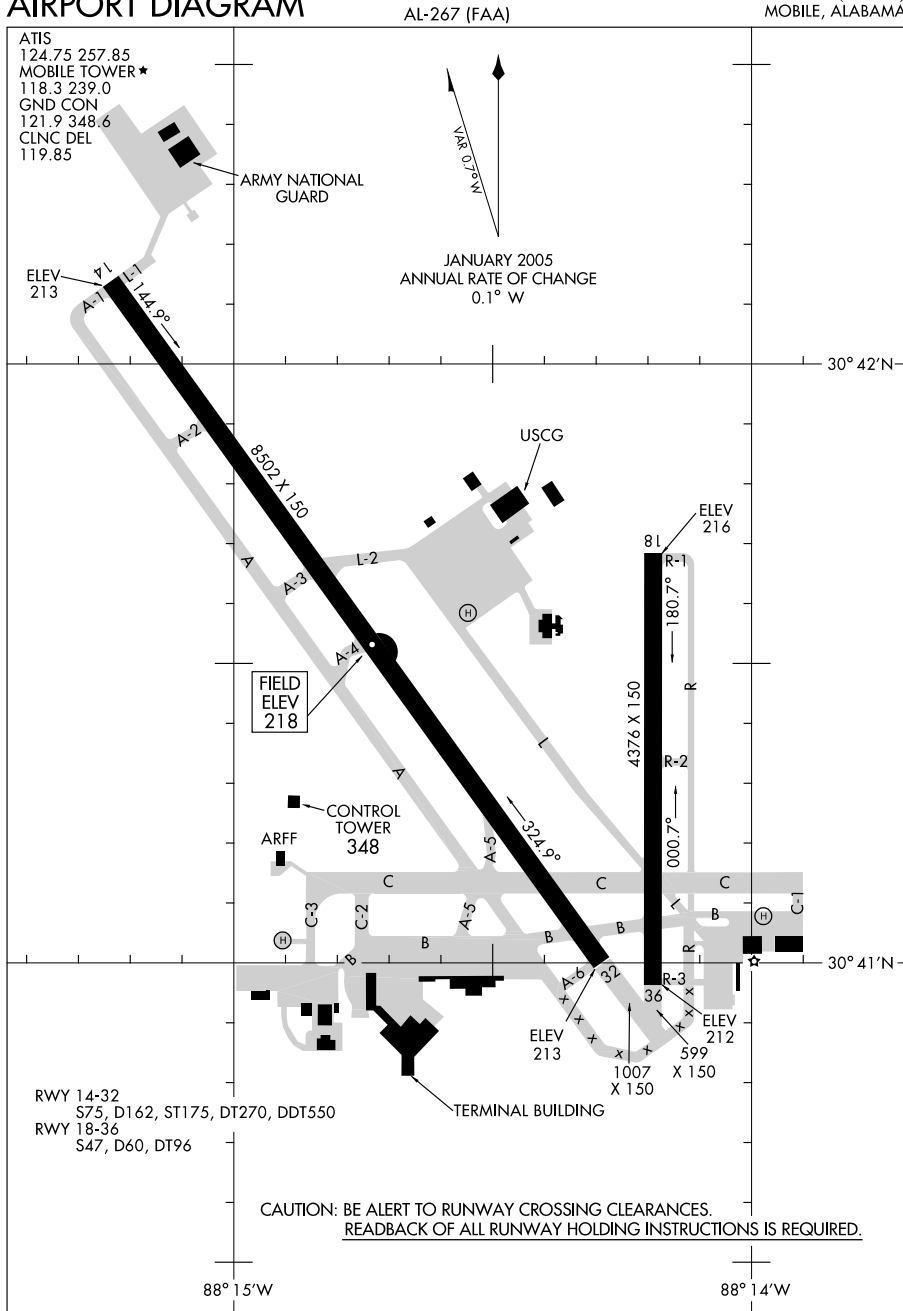 AIRPORT DIAGRAM
AL-267 (FAA)
MOBILE, ALABAMA
ATIS
124.75 257.85
MOBILE TOWER
118.3 239.0
GND CON
121.9 348.6
CLNC DEL
119.85
ARMY NATIONAL
GUARD
VAR 0.7° W
JANUARY 2005
ANNUAL RATE OF CHANGE
0.1° W
ELEV
213
14
L-1
A-1
144.9°
30° 42'N
A-2
8502 X 150
USCG
ELEV
216
18
A
L-2
A-3
R-1
180.7°
H
A-4
FIELD
ELEV
218
R
4376 X 150
L
A
R-2
CONTROL
TOWER
348
ARFF
324.9°
A-5
000.7°
C
C
C
C-3
C-2
A-5
L
B
C-1
H
H
B
B
B
B
R
30° 41'N
A-6
32
R-3
36
x x x x x x x x
ELEV
213
ELEV
212
1007
X 150
599
X 150
RWY 14-32
S75, D162, ST175, DT270, DDT550
RWY 18-36
S47, D60, DT96
TERMINAL BUILDING
CAUTION: BE ALERT TO RUNWAY CROSSING CLEARANCES.
READBACK OF ALL RUNWAY HOLDING INSTRUCTIONS IS REQUIRED.
88° 15'W
88° 14'W